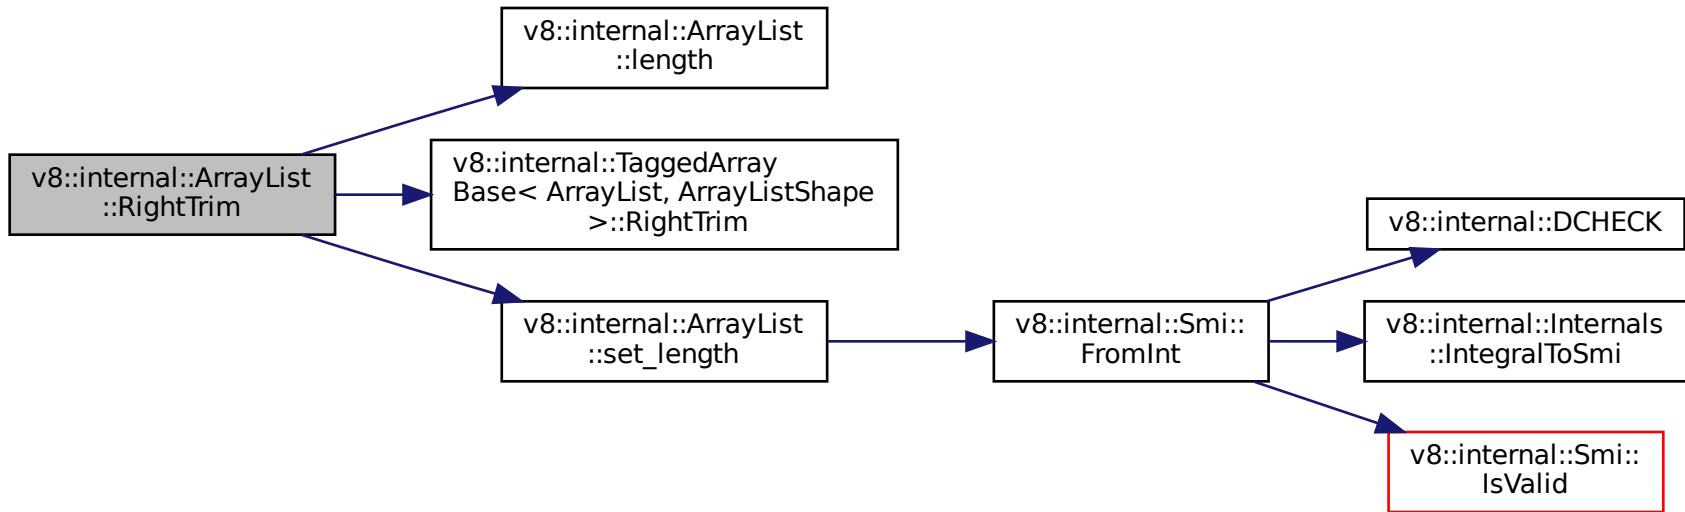 v8::internal::ArrayList
::RightTrim
v8::internal::ArrayList
::length
v8::internal::TaggedArray
Base< ArrayList, ArrayListShape
>::RightTrim
v8::internal::ArrayList
::set_length
v8::internal::Smi::
FromInt
v8::internal::DCHECK
v8::internal::Internals
::IntegralToSmi
v8::internal::Smi::
IsValid